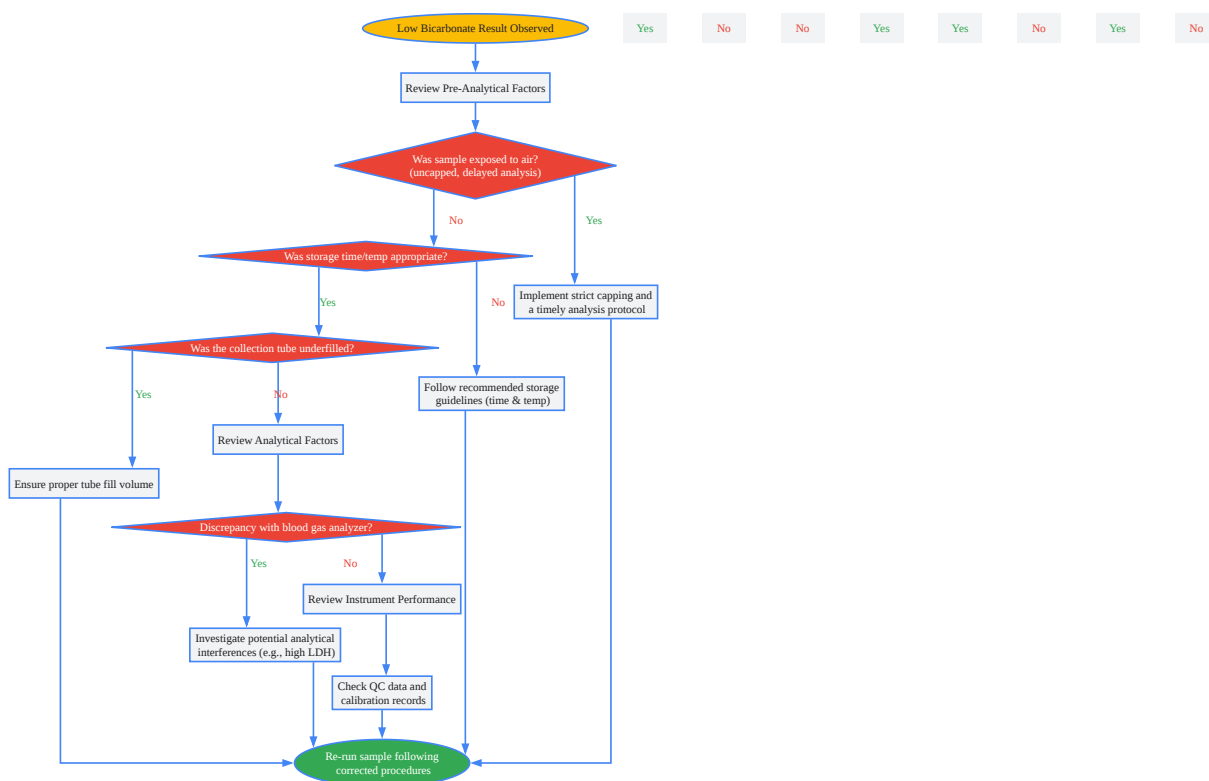 Low Bicarbonate Result Observed
Yes
No
No
Yes
Yes
No
Yes
No
Review Pre-Analytical Factors
Was sample exposed to air?
(uncapped, delayed analysis)
No
Yes
Was storage time/temp appropriate?
Yes
No
Implement strict capping and
a timely analysis protocol
Was the collection tube underfilled?
Yes
No
Follow recommended storage
guidelines (time & temp)
Review Analytical Factors
Ensure proper tube fill volume
Discrepancy with blood gas analyzer?
Yes
No
Review Instrument Performance
Investigate potential analytical
interferences (e.g., high LDH)
Check QC data and
calibration records
Re-run sample following
corrected procedures